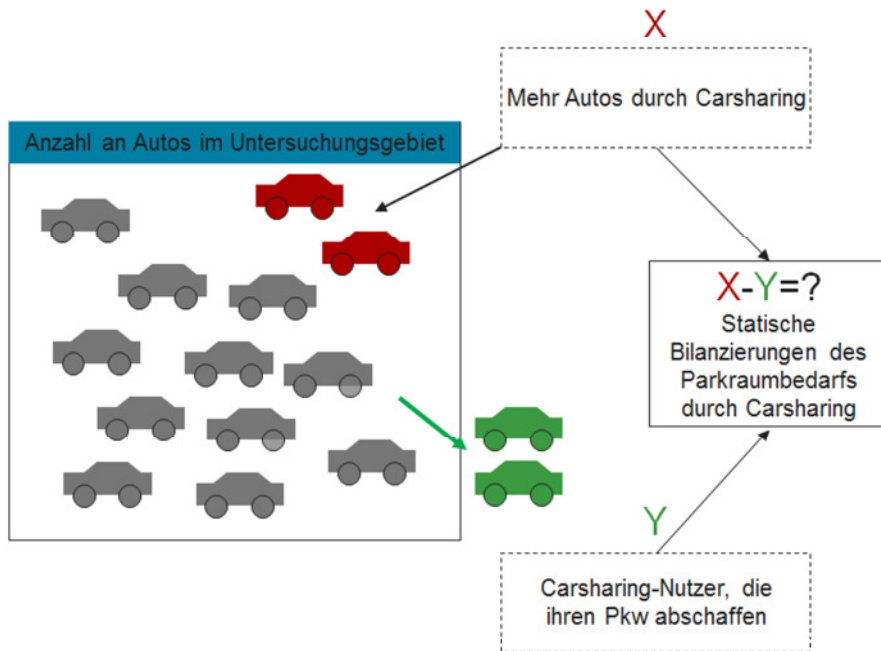 X
Mehr Autos durch Carsharing
Anzahl an Autos im Untersuchungsgebiet
X-Y=?
Statische
Bilanzierungen des
Parkraumbedarfs
durch Carsharing
Y
Carsharing-Nutzer, die
ihren Pkw abschaffen